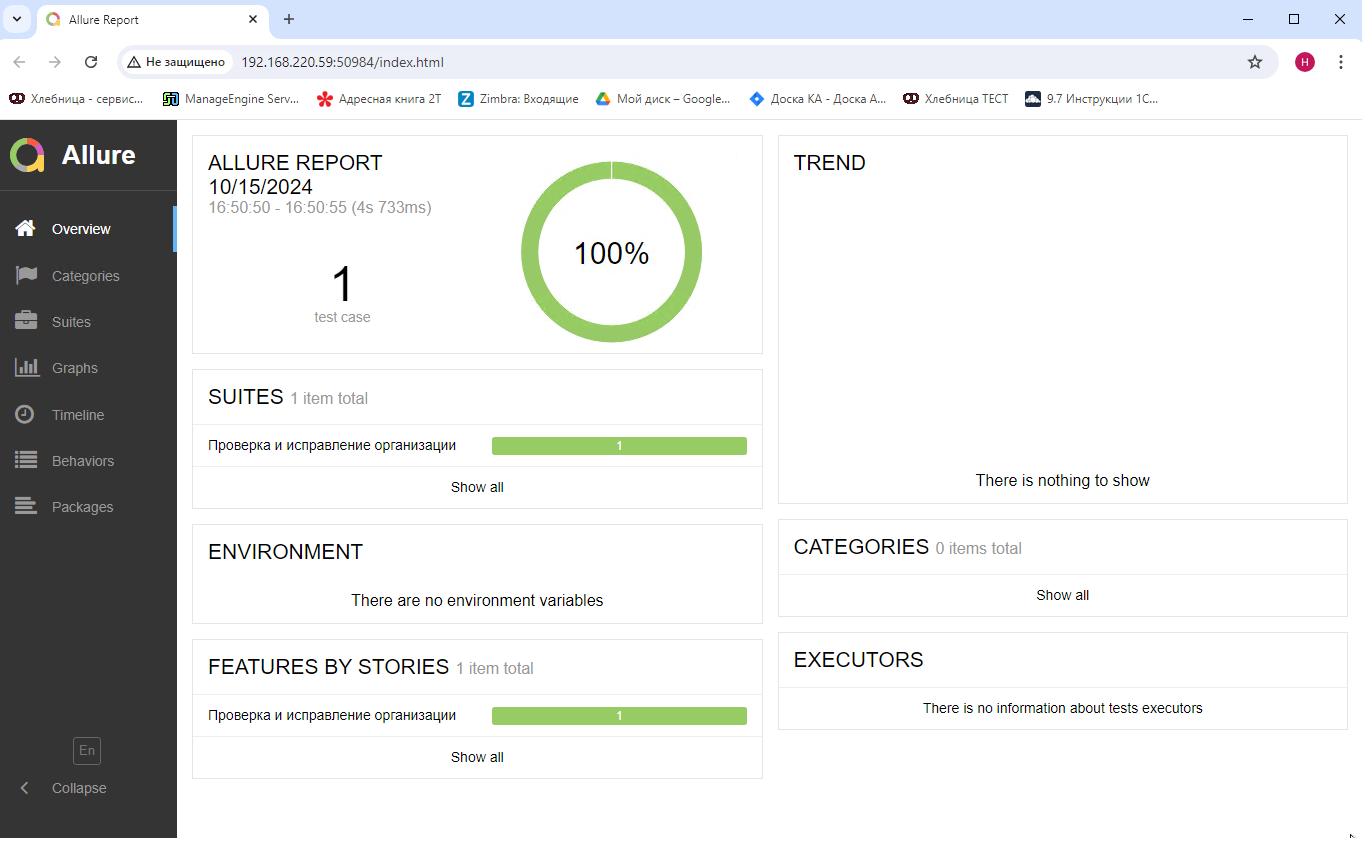 Allure Report
Не защищено
192.168.220.59:50984/index.html
H
Хлебница - сервис...
ManageEngine Serv...
Адресная книга 2Т
Zimbra: Входящие
Мой диск – Google...
Доска КА - Доска А...
Хлебница ТЕСТ
9.7 Инструкции 1С...
Allure
Overview
Categories
Suites
Graphs
Timeline
Behaviors
Packages
En
Collapse
ALLURE REPORT
10/15/2024
16:50:50 - 16:50:55 (4s 733ms)
1
test case
100%
SUITES 1 item total
Проверка и исправление организации 1
Show all
ENVIRONMENT
There are no environment variables
FEATURES BY STORIES 1 item total
Проверка и исправление организации 1
Show all
TREND
There is nothing to show
CATEGORIES 0 items total
Show all
EXECUTORS
There is no information about tests executors